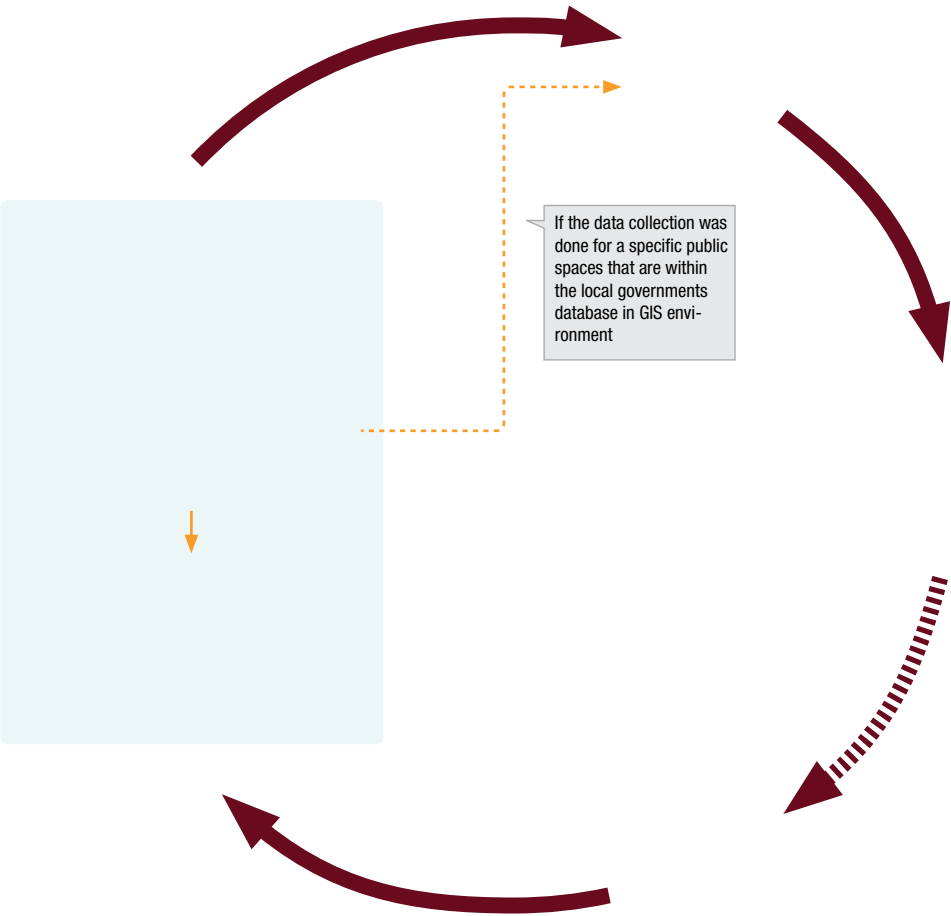 If the data collection was
done for a specific public
spaces that are within
the local governments
database in GIS envi-
ronment